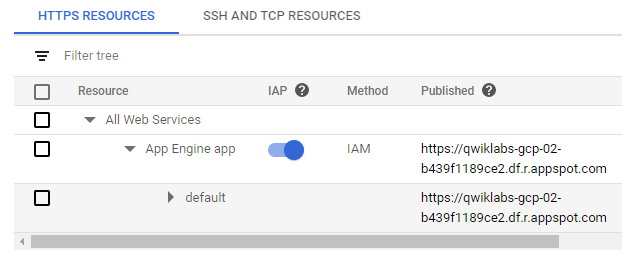 HTTPS RESOURCES SSH AND TCP RESOURCES
Filter tree
Resource IAP Method Published
All Web Services
App Engine app IAM https://qwiklabs-gcp-02-
b439f1189ce2.df.r.appspot.com
default https://qwiklabs-gcp-02-
b439f1189ce2.df.r.appspot.com